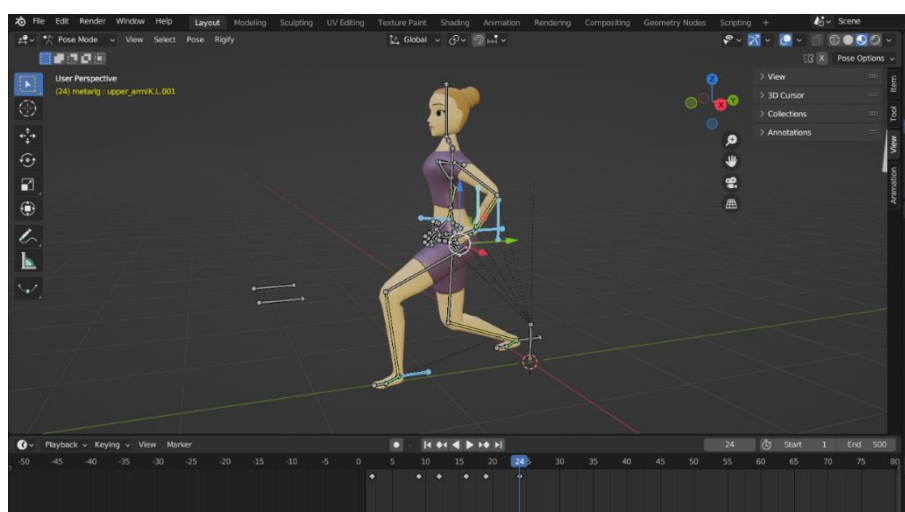 File Edit Render Window Help Layout Modeling Sculpting UV Editing Texture Paint Shading Animation Rendering Compositing Geometry Nodes Scripting + Scene
Pose Mode View Select Pose Rigify Global
X Pose Options
User Perspective
(24) metarig : upper_armIK.L.001
View
3D Cursor
Collections
Annotations
Item
Tool
View
Animation
Z
Y
X
Playback Keying View Marker 24 Start 1 End 500
-50 -45 -40 -35 -30 -25 -20 -15 -10 -5 0 5 10 15 20 24 30 35 40 45 50 55 60 65 70 75 80